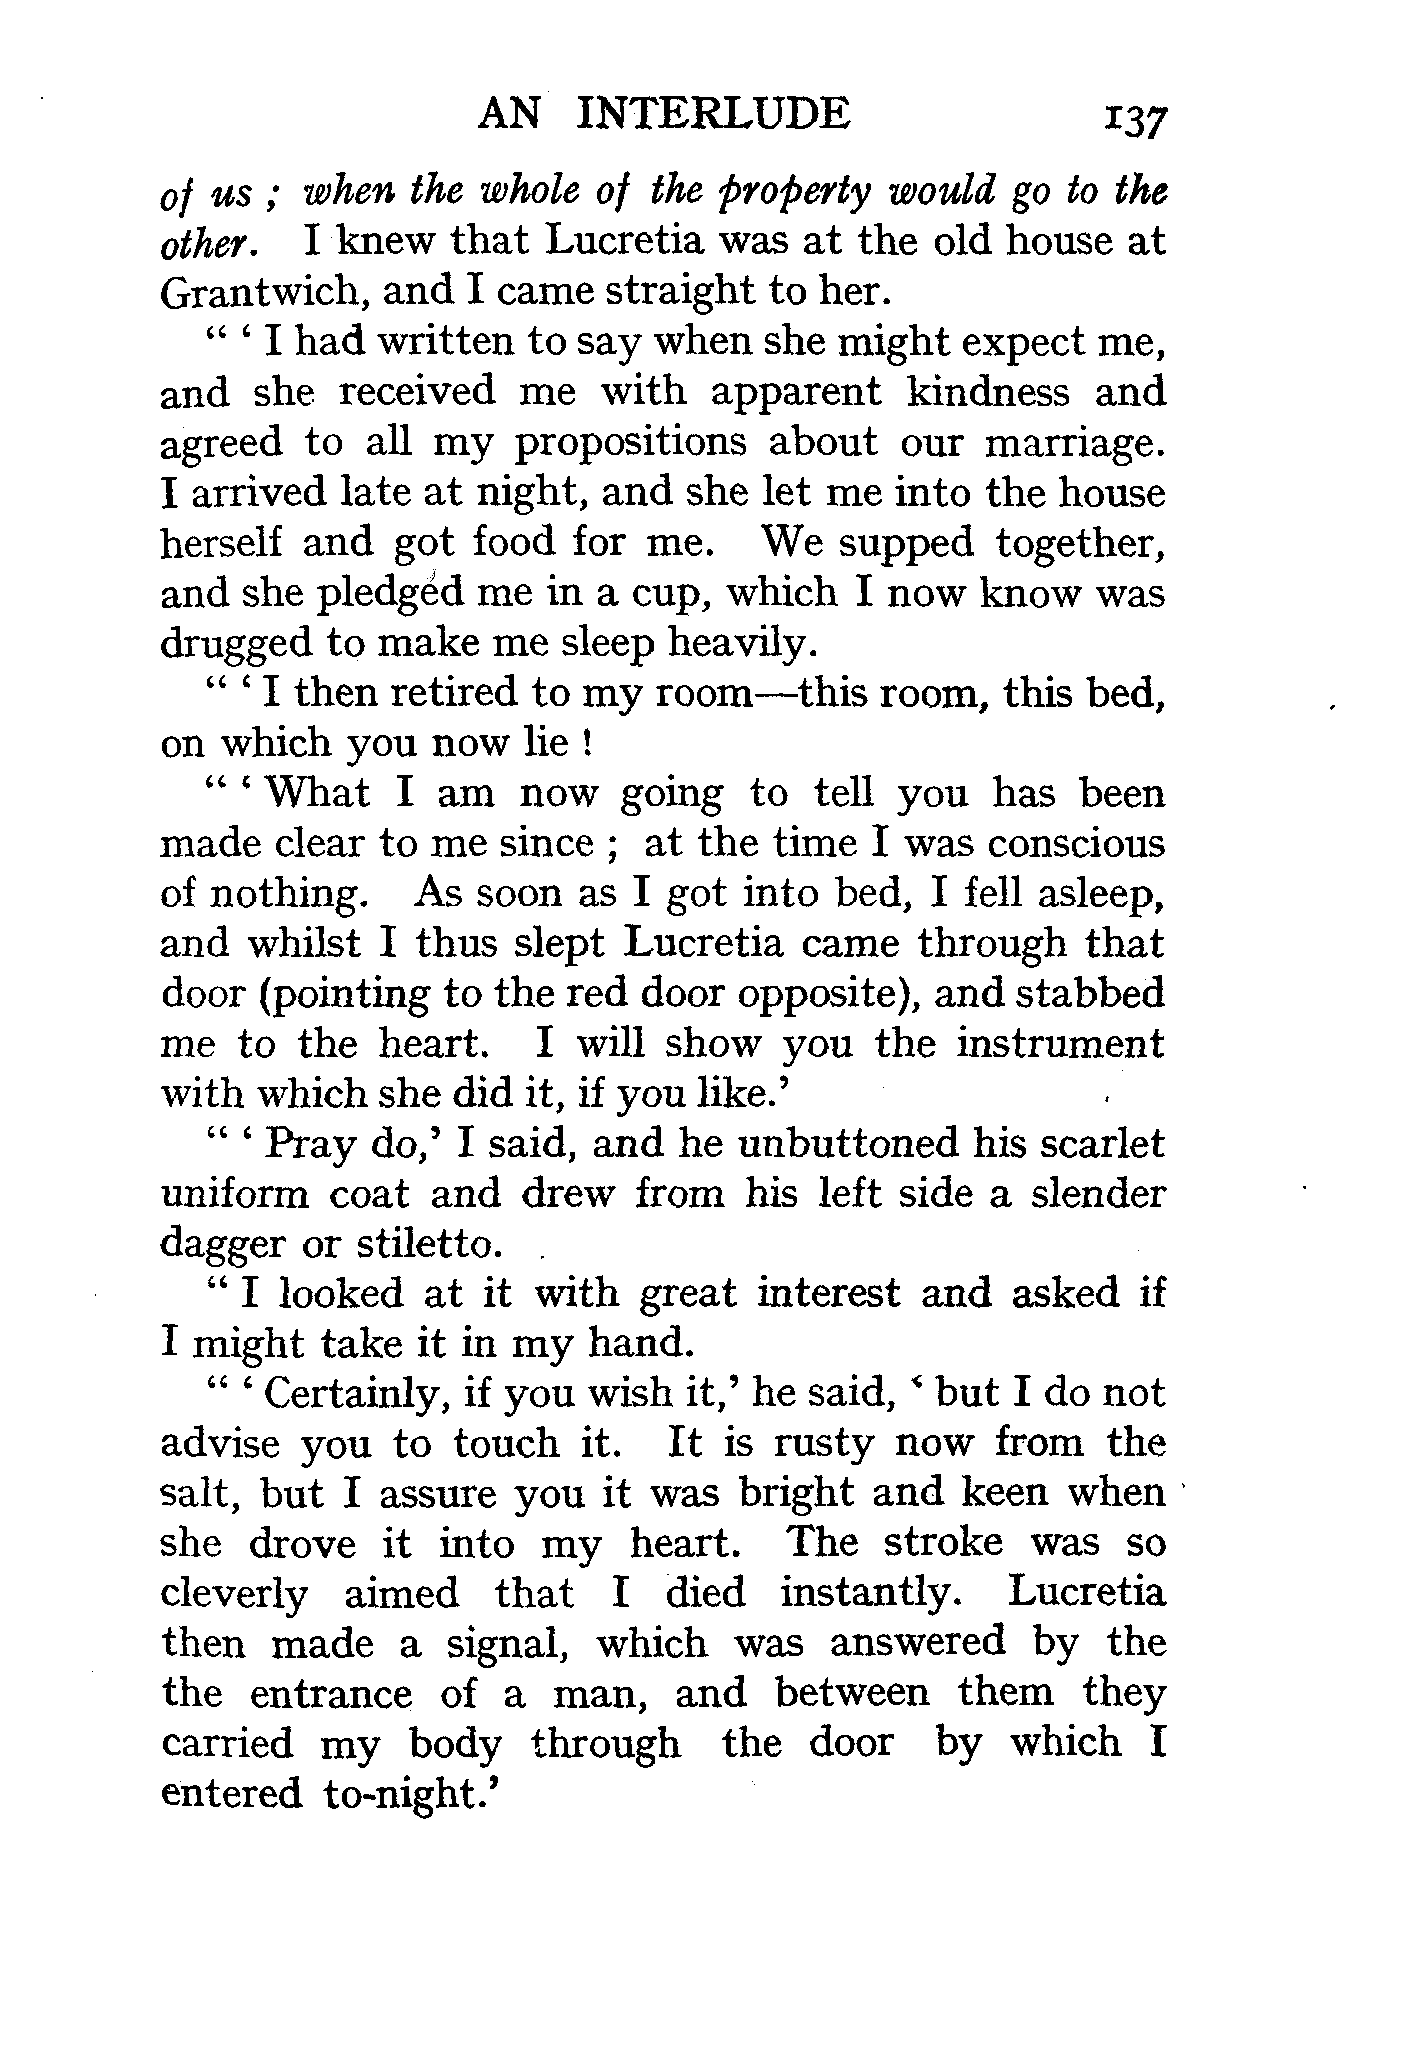 AN INTERLUDE 137
of us ; when the whole of the property would go to the
other. I knew that Lucretia was at the old house at
Grantwich, and I came straight to her.
“ ‘ I had written to say when she might expect me,
and she received me with apparent kindness and
agreed to all my propositions about our marriage.
I arrived late at night, and she let me into the house
herself and got food for me. We supped together,
and she pledged me in a cup, which I now know was
drugged to make me sleep heavily.
“ ‘ I then retired to my room—this room, this bed,
on which you now lie !
“ ‘ What I am now going to tell you has been
made clear to me since ; at the time I was conscious
of nothing. As soon as I got into bed, I fell asleep,
and whilst I thus slept Lucretia came through that
door (pointing to the red door opposite), and stabbed
me to the heart. I will show you the instrument
with which she did it, if you like.’
“ ‘ Pray do,’ I said, and he unbuttoned his scarlet
uniform coat and drew from his left side a slender
dagger or stiletto.
“ I looked at it with great interest and asked if
I might take it in my hand.
“ ‘ Certainly, if you wish it,’ he said, ‘ but I do not
advise you to touch it. It is rusty now from the
salt, but I assure you it was bright and keen when
she drove it into my heart. The stroke was so
cleverly aimed that I died instantly. Lucretia
then made a signal, which was answered by the
the entrance of a man, and between them they
carried my body through the door by which I
entered to-night.’